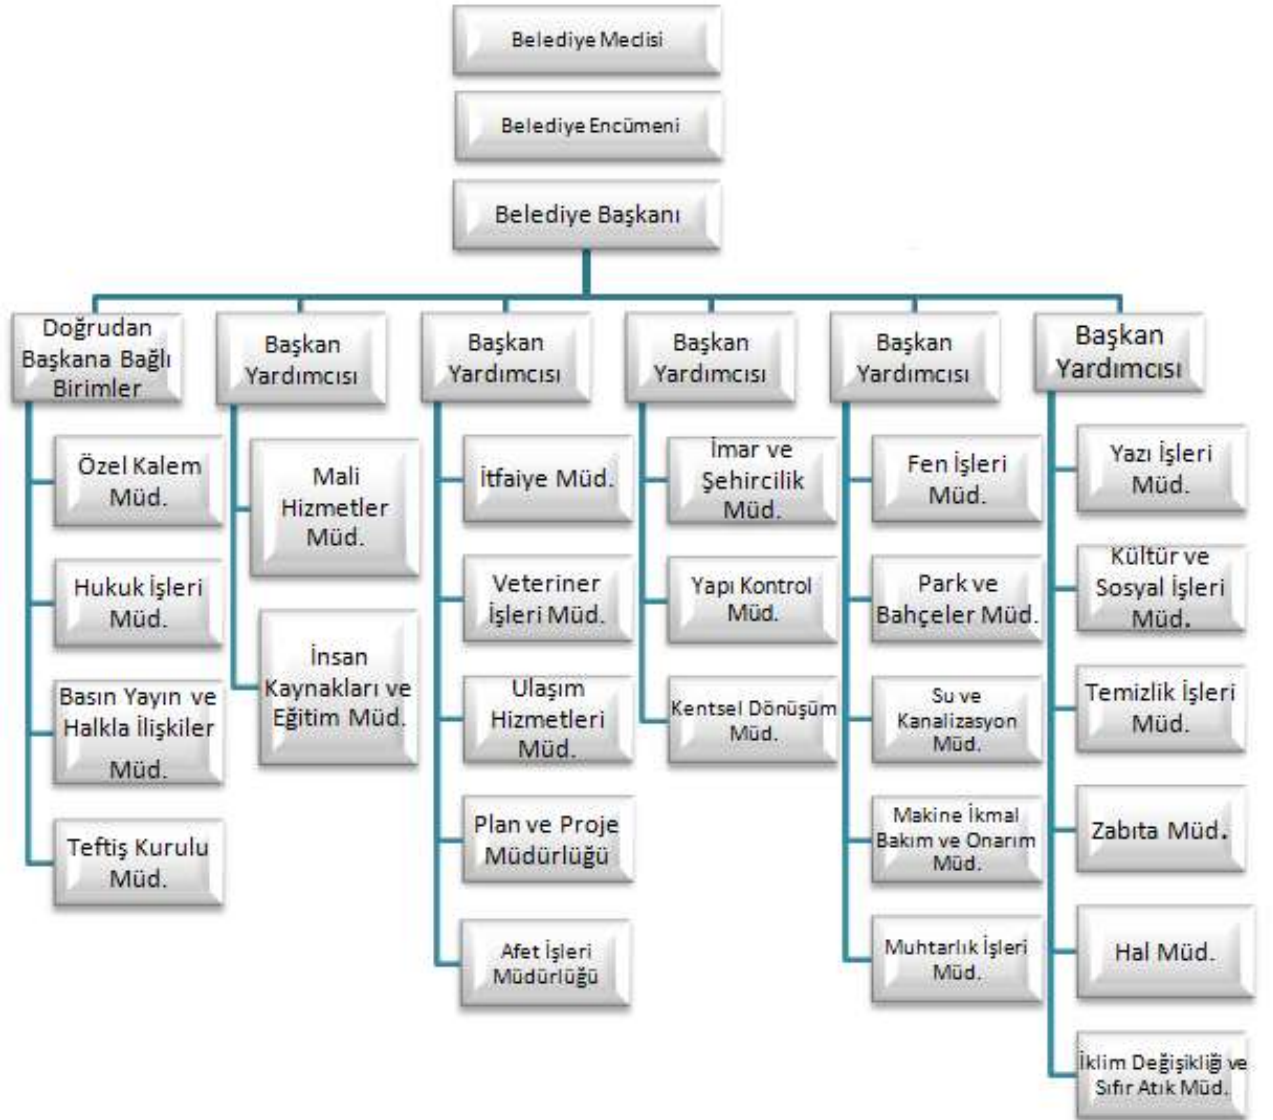 Belediye Meclisi
Belediye Encümeni
Belediye Başkanı
Doğrudan
Başkana Bağlı
Birimler
Özel Kalem
Müd.
Hukuk İşleri
Müd.
Basın Yayın ve
Halkla İlişkiler
Müd.
Teftiş Kurulu
Müd.
Başkan
Yardımcısı
Mali
Hizmetler
Müd.
İnsan
Kaynakları ve
Eğitim Müd.
Başkan
Yardımcısı
İtfaiye Müd.
Veteriner
İşleri Müd.
Ulaşım
Hizmetleri
Müd.
Plan ve Proje
Müdürlüğü
Afet İşleri
Müdürlüğü
Başkan
Yardımcısı
İmar ve
Şehircilik
Müd.
Yapı Kontrol
Müd.
Kentsel Dönüşüm
Müd.
Başkan
Yardımcısı
Fen İşleri
Müd.
Park ve
Bahçeler Müd.
Su ve
Kanalizasyon
Müd.
Makine İkmal
Bakım ve Onarım
Müd.
Muhtarlık İşleri
Müd.
Başkan
Yardımcısı
Yazı İşleri
Müd.
Kültür ve
Sosyal İşleri
Müd.
Temizlik İşleri
Müd.
Zabıta Müd.
Hal Müd.
İklim Değişikliği ve
Sıfır Atık Müd.